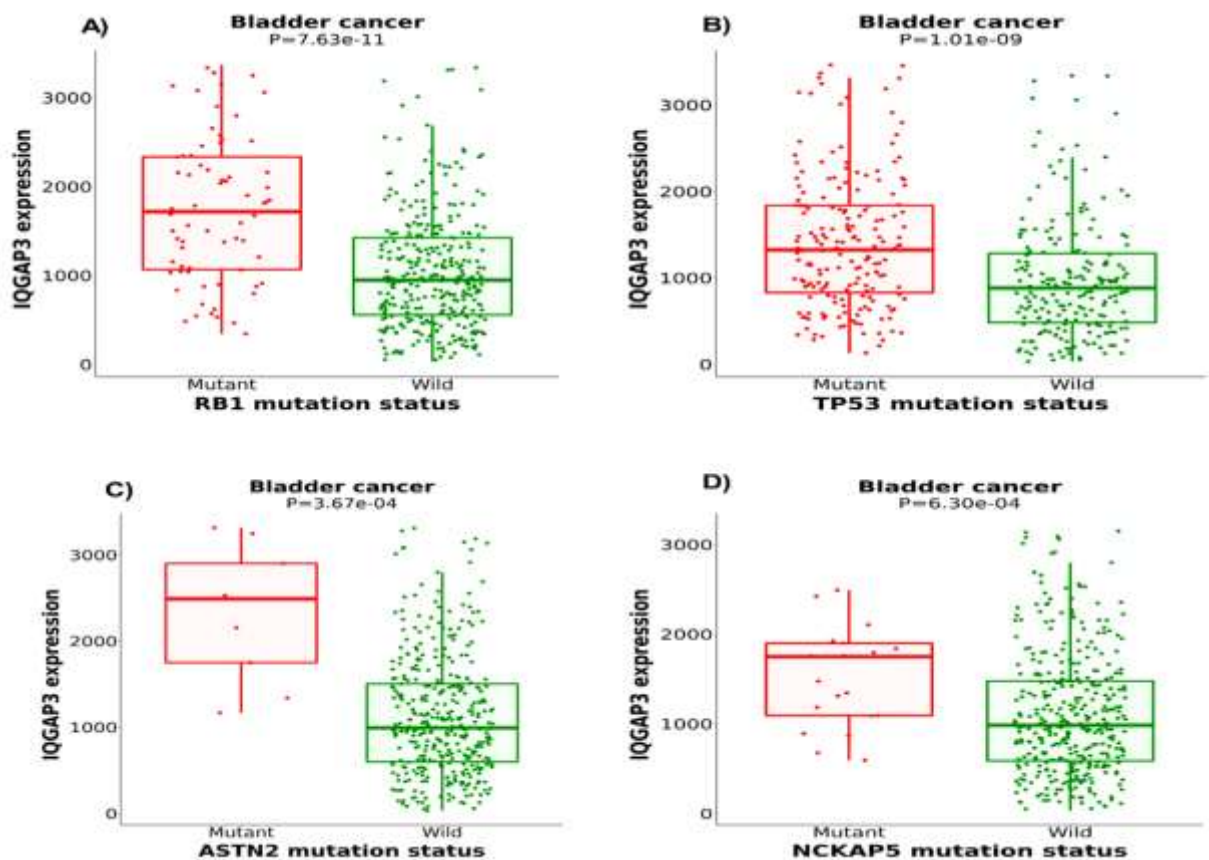 A)
Bladder cancer
P=7.63e-11
IQGAP3 expression
3000
2000
1000
0
Mutant
Wild
RB1 mutation status
B)
Bladder cancer
P=1.01e-09
IQGAP3 expression
3000
2000
1000
0
Mutant
Wild
TP53 mutation status
C)
Bladder cancer
P=3.67e-04
IQGAP3 expression
3000
2000
1000
0
Mutant
Wild
ASTN2 mutation status
D)
Bladder cancer
P=6.30e-04
IQGAP3 expression
3000
2000
1000
0
Mutant
Wild
NCKAP5 mutation status